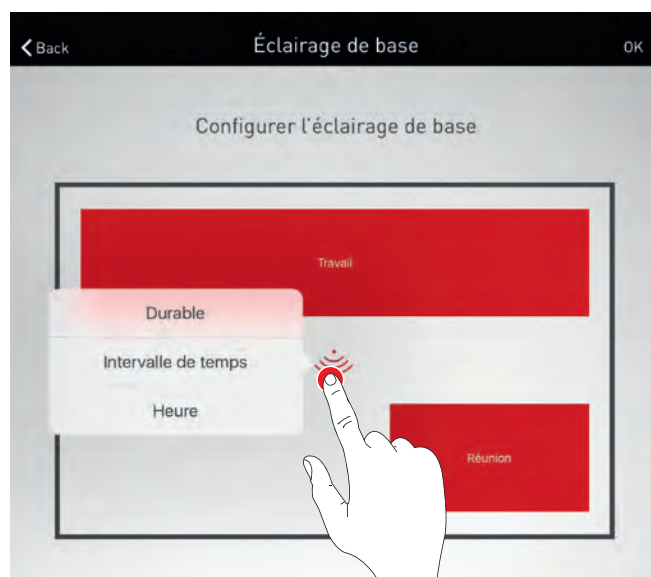 Back
Éclairage de base
OK
Configurer l'éclairage de base
Travail
Durable
Intervalle de temps
Heure
Réunion